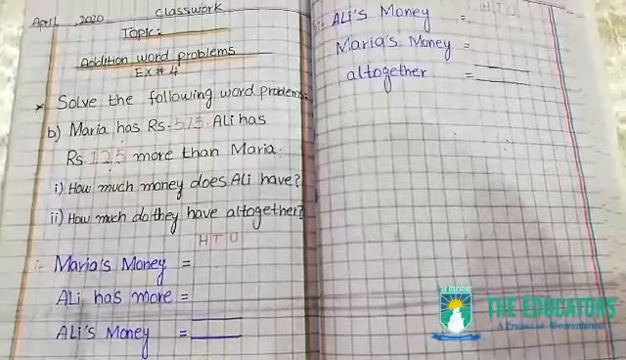 April ,2020 Classwork
Topic:
Addition word problems
Ex # 4
* Solve the following word problems:
b) Maria has Rs. 515. Ali has
Rs. 125 more than Maria.
i) How much money does Ali have?
ii) How much do they have altogether?
H T U
i- Maria's Money =
Ali has more =
Ali's Money =
H T U
Ali's Money =
Maria's Money =
altogether =
THE EDUCATORS